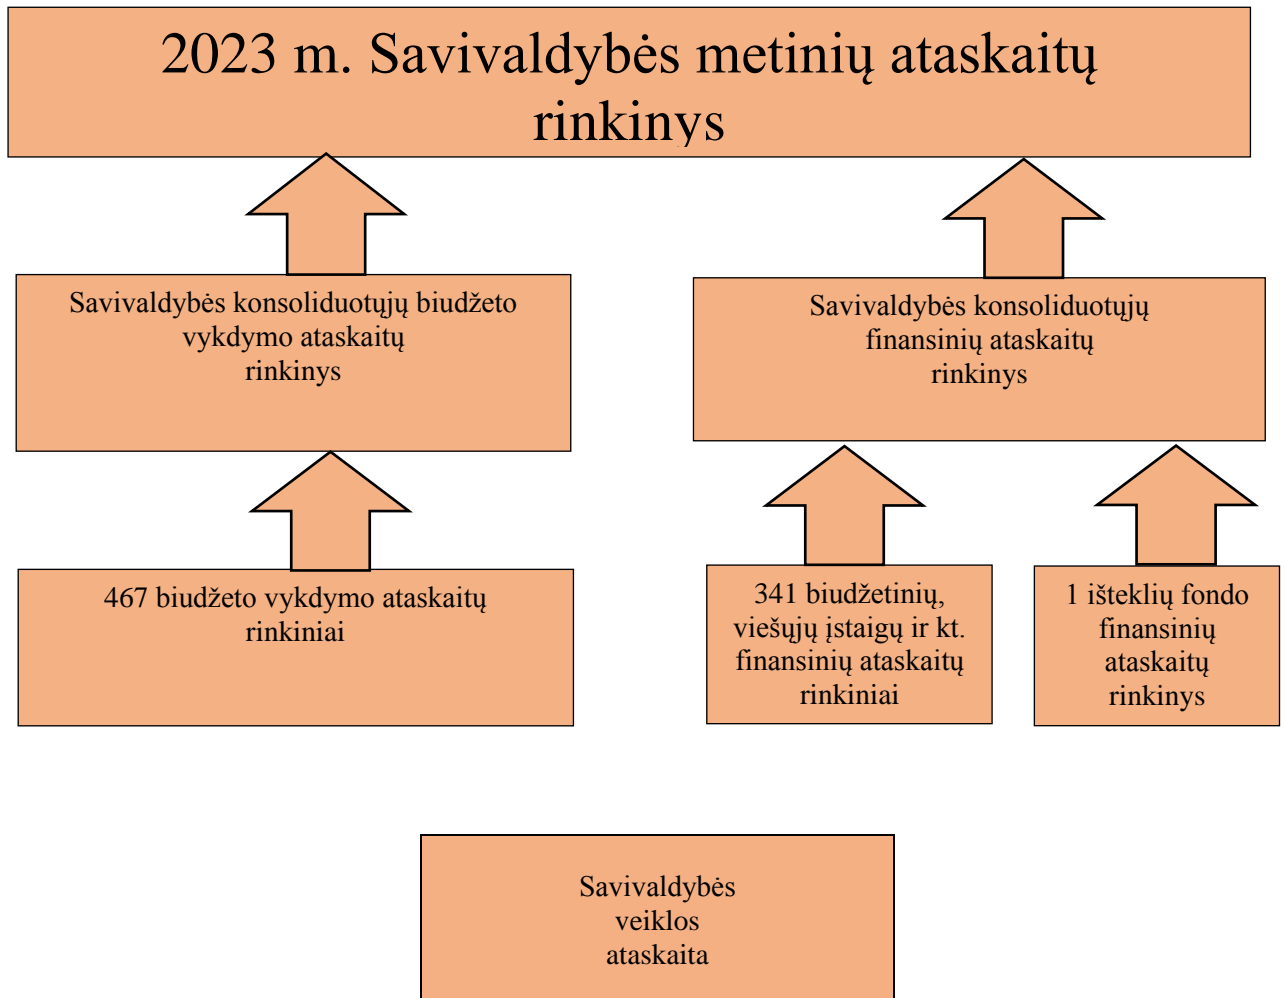 2023 m. Savivaldybės metinių ataskaitų
rinkinys
Savivaldybės konsoliduotųjų biudžeto
vykdymo ataskaitų
rinkinys
Savivaldybės konsoliduotųjų
finansinių ataskaitų
rinkinys
467 biudžeto vykdymo ataskaitų
rinkiniai
341 biudžetinių,
viešųjų įstaigų ir kt.
finansinių ataskaitų
rinkiniai
1 išteklių fondo
finansinių
ataskaitų
rinkinys
Savivaldybės
veiklos
ataskaita